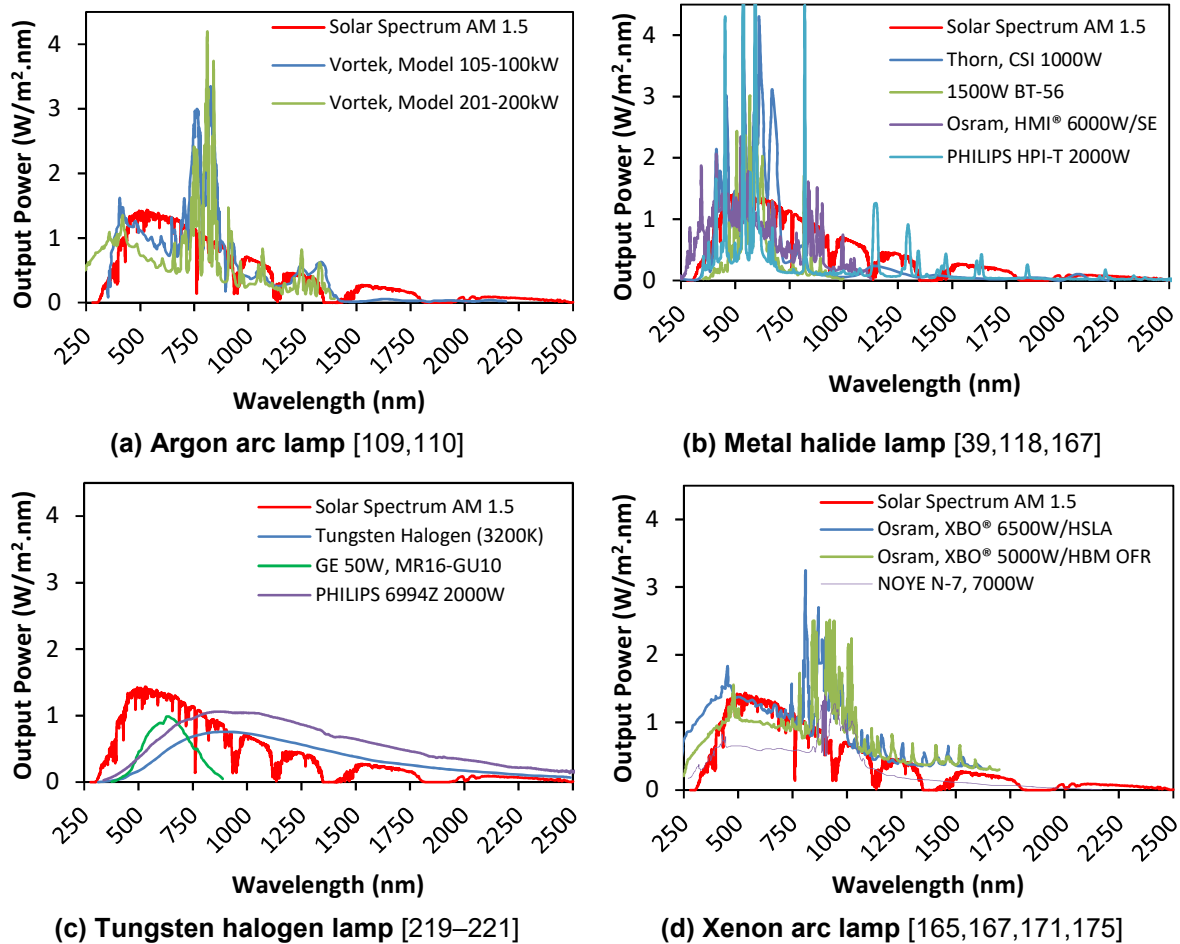 Output Power (W/m².nm)
4
3
2
1
0
Solar Spectrum AM 1.5
Vortek, Model 105-100kW
Vortek, Model 201-200kW
250
500
750
1000
1250
1500
1750
2000
2250
2500
Wavelength (nm)
(a) Argon arc lamp [109,110]
Output Power (W/m².nm)
4
3
2
1
0
Solar Spectrum AM 1.5
Thorn, CSI 1000W
1500W BT-56
Osram, HMI® 6000W/SE
PHILIPS HPI-T 2000W
250
500
750
1000
1250
1500
1750
2000
2250
2500
Wavelength (nm)
(b) Metal halide lamp [39,118,167]
Output Power (W/m².nm)
4
3
2
1
0
Solar Spectrum AM 1.5
Tungsten Halogen (3200K)
GE 50W, MR16-GU10
PHILIPS 6994Z 2000W
250
500
750
1000
1250
1500
1750
2000
2250
2500
Wavelength (nm)
(c) Tungsten halogen lamp [219–221]
Output Power (W/m².nm)
4
3
2
1
0
Solar Spectrum AM 1.5
Osram, XBO® 6500W/HSLA
Osram, XBO® 5000W/HBM OFR
NOYE N-7, 7000W
250
500
750
1000
1250
1500
1750
2000
2250
2500
Wavelength (nm)
(d) Xenon arc lamp [165,167,171,175]